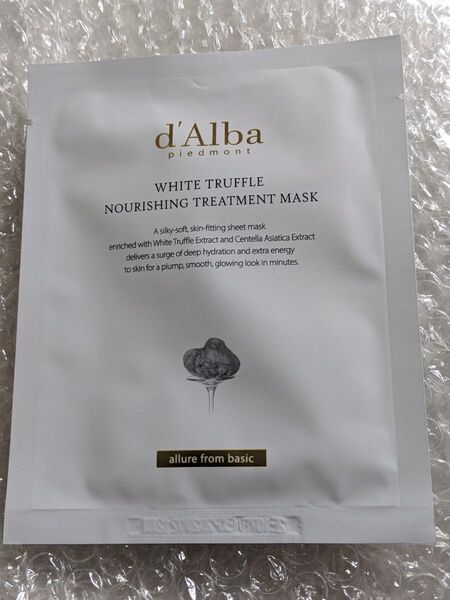 d'Alba
piedmont
WHITE TRUFFLE
NOURISHING TREATMENT MASK
A silky-soft, skin-fitting sheet mask
enriched with White Truffle Extract and Centella Asiatica Extract
delivers a surge of deep hydration and extra energy
to skin for a plump, smooth, glowing look in minutes.
allure from basic